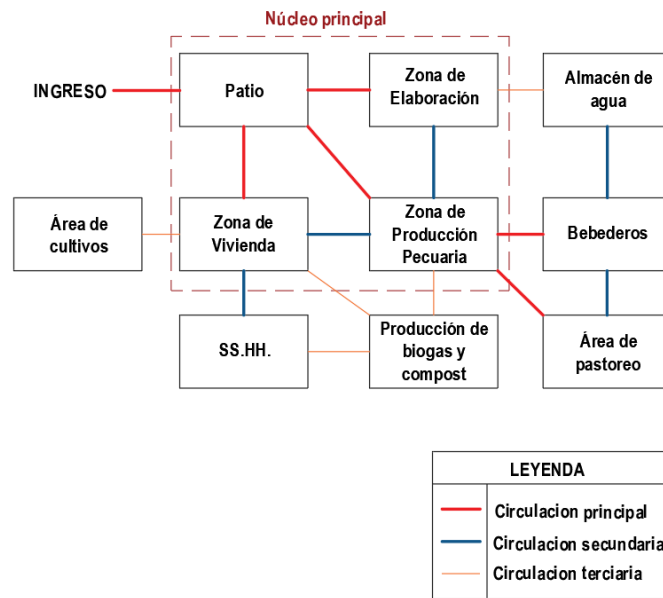 Núcleo principal
INGRESO
Patio
Zona de
Elaboración
Almacén de
agua
Área de
cultivos
Zona de
Vivienda
Zona de
Producción
Pecuaria
Bebederos
SS.HH.
Producción de
biogas y
compost
Área de
pastoreo
LEYENDA
Circulacion principal
Circulacion secundaria
Circulacion terciaria